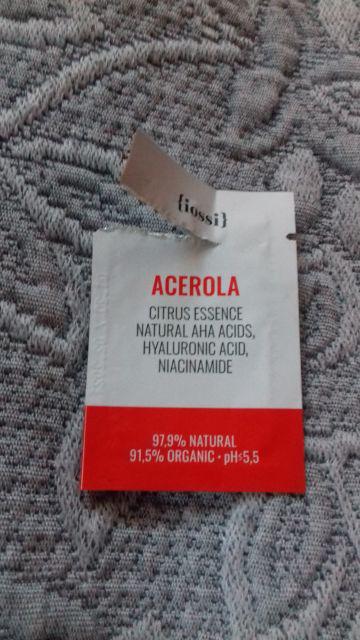 {iossi}
ACEROLA
CITRUS ESSENCE
NATURAL AHA ACIDS,
HYALURONIC ACID,
NIACINAMIDE
97,9% NATURAL
91,5% ORGANIC • pH≤5,5